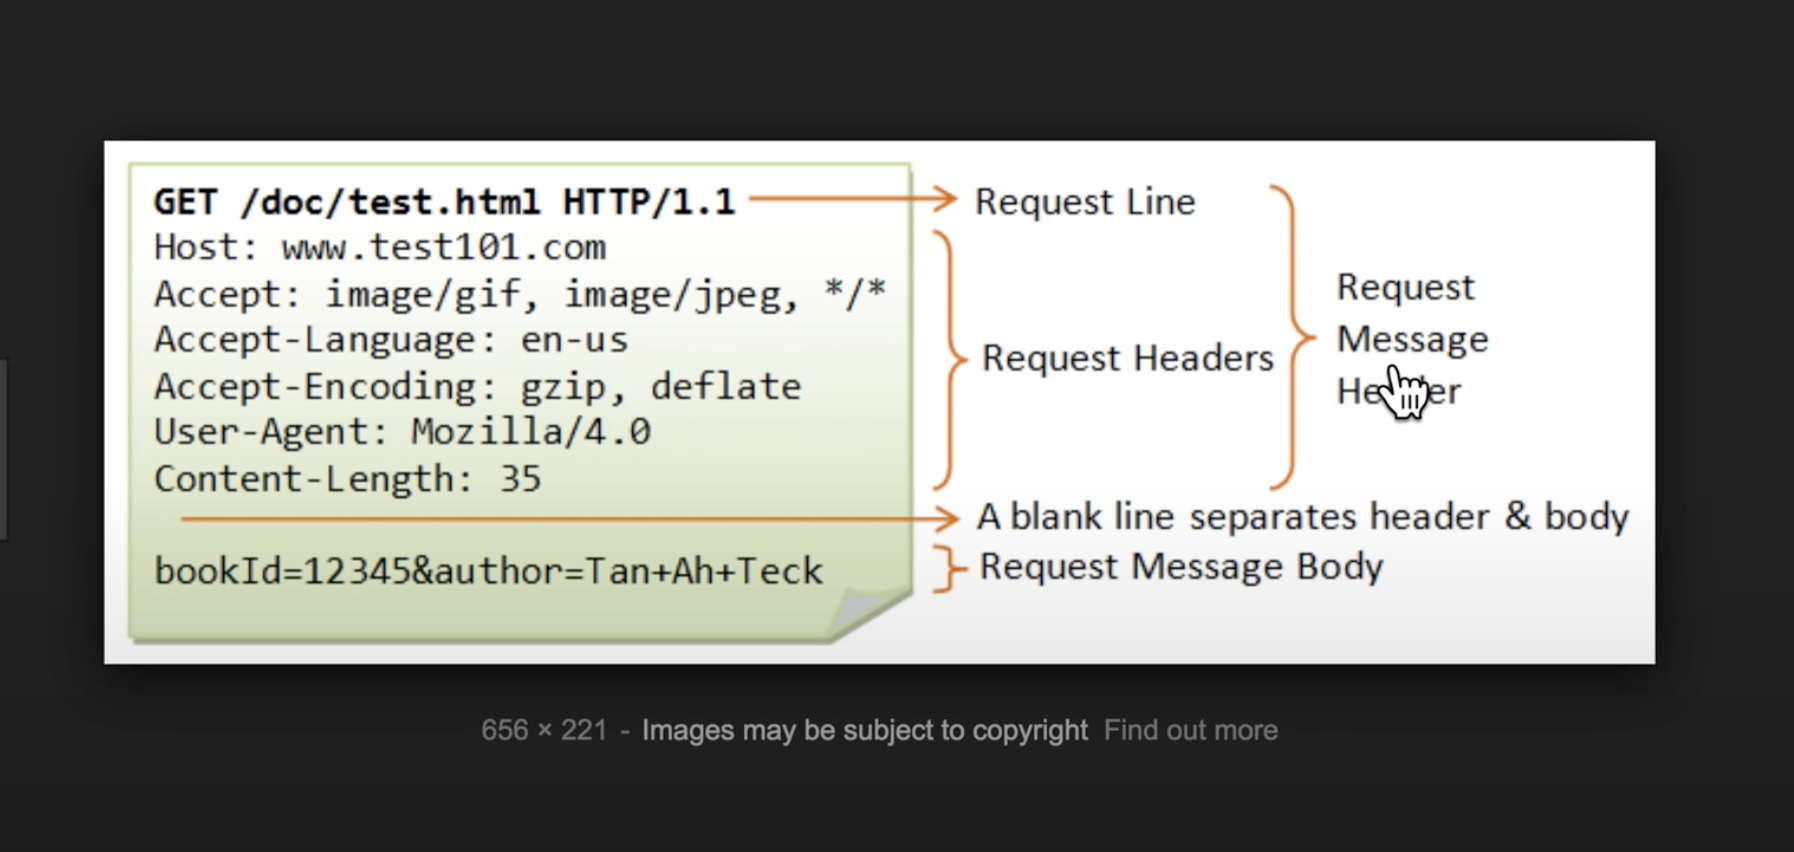 GET /doc/test.html HTTP/1.1
Host: www.test101.com
Accept: image/gif, image/jpeg, */*
Accept-Language: en-us
Accept-Encoding: gzip, deflate
User-Agent: Mozilla/4.0
Content-Length: 35
bookId=12345&author=Tan+Ah+Teck
Request Line
Request Headers
Request
Message
Header
A blank line separates header & body
Request Message Body
656 × 221 - Images may be subject to copyright Find out more